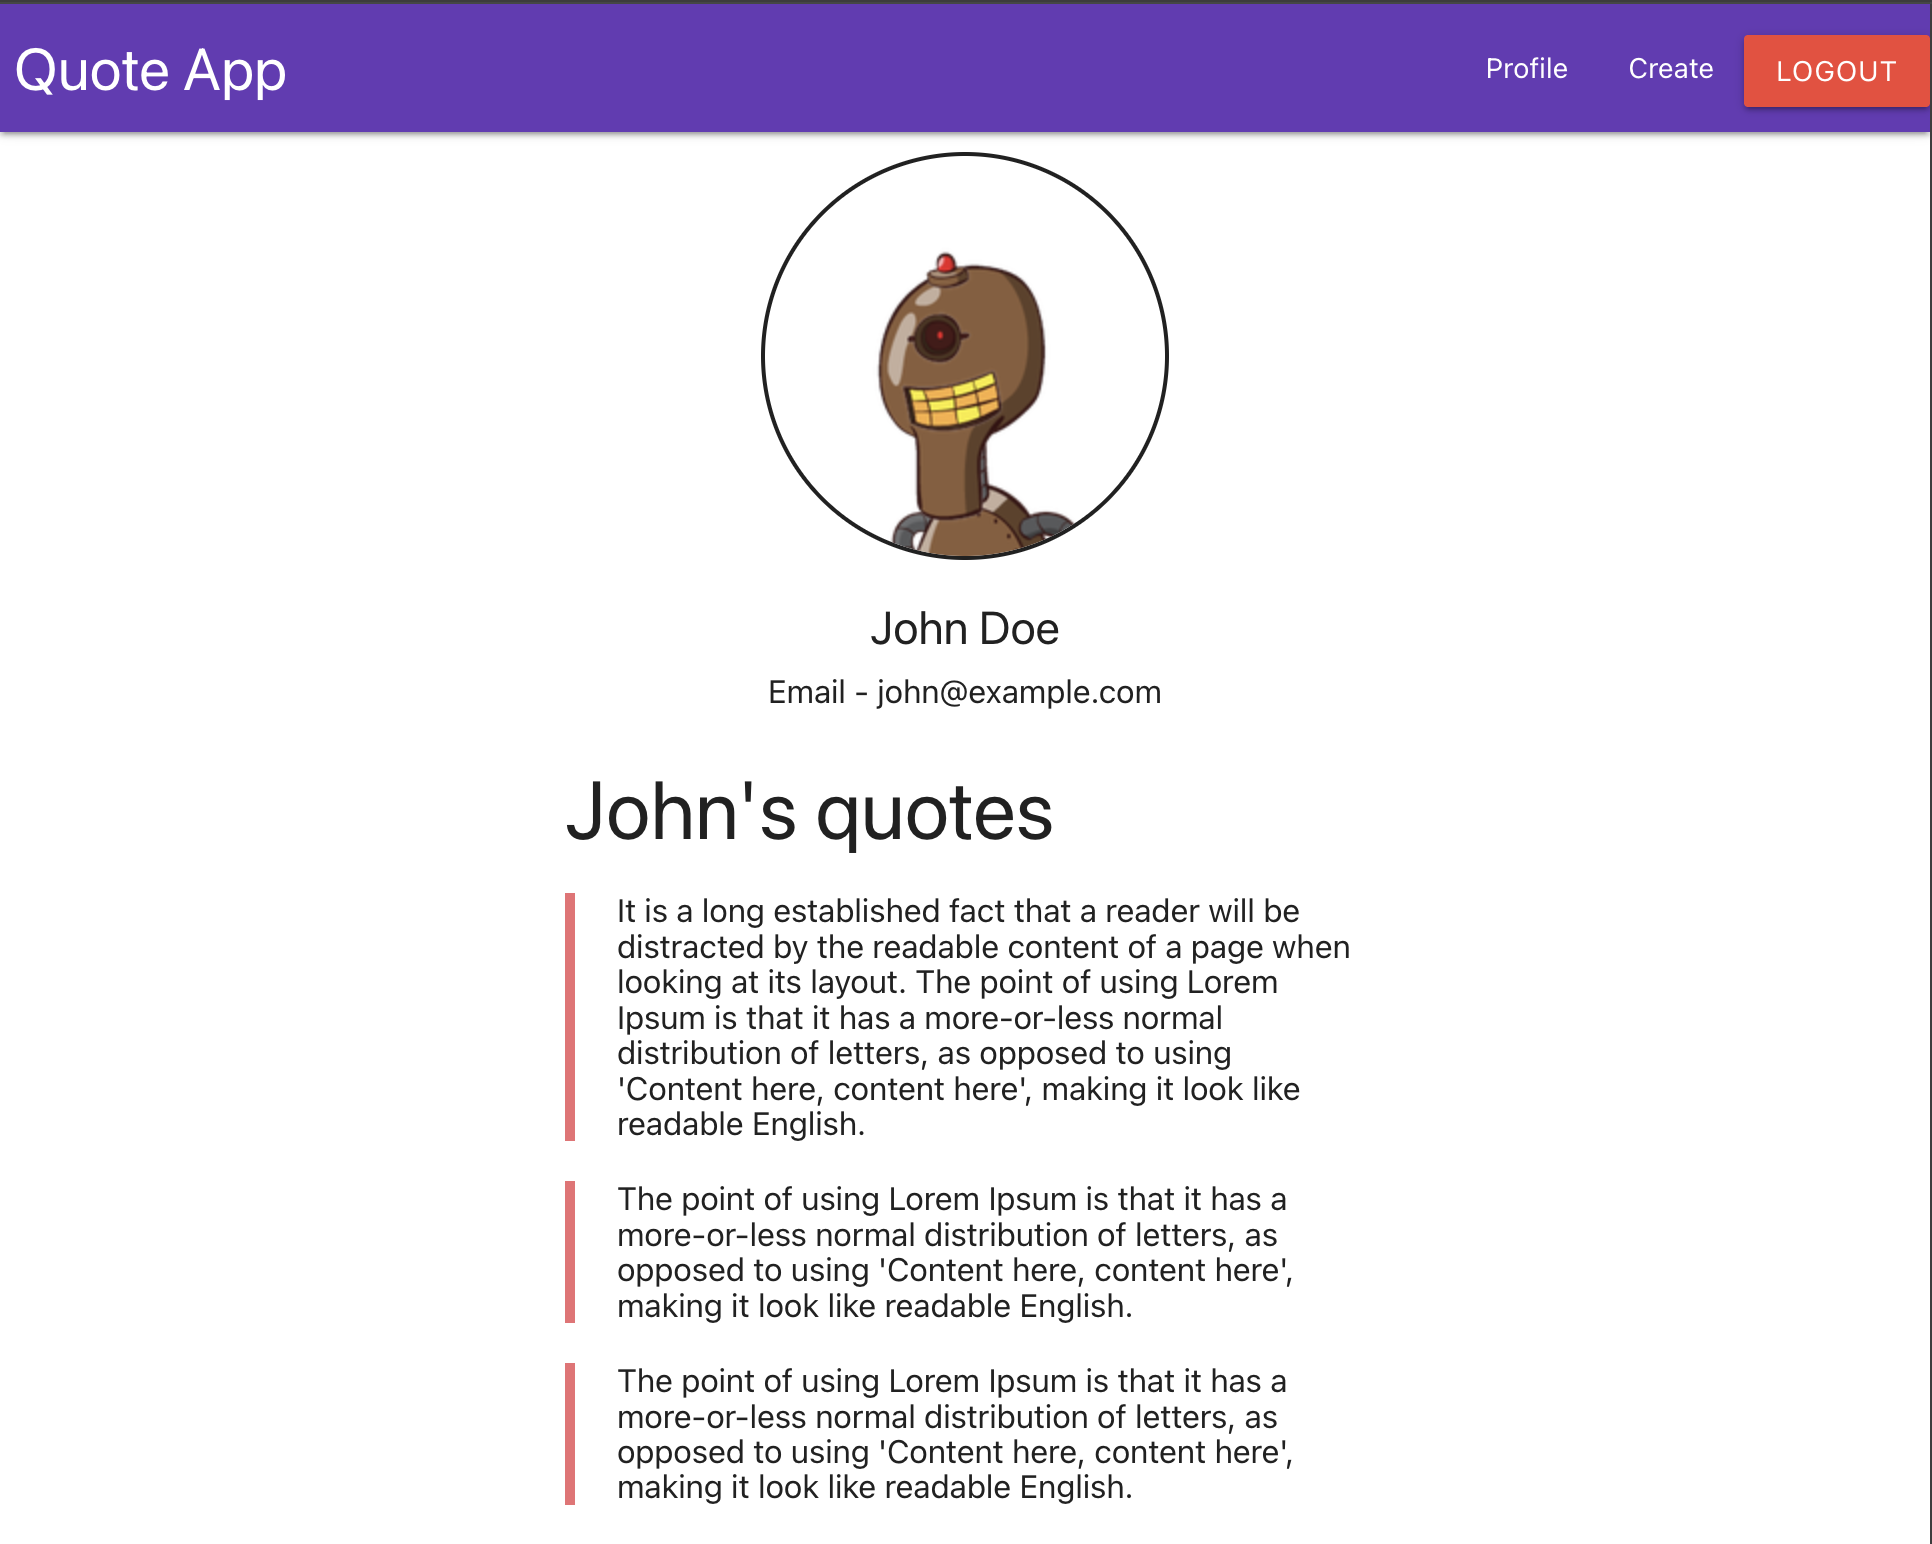 Quote App
Profile
Create
LOGOUT
John Doe
Email - john@example.com
John's quotes
It is a long established fact that a reader will be
distracted by the readable content of a page when
looking at its layout. The point of using Lorem
Ipsum is that it has a more-or-less normal
distribution of letters, as opposed to using
'Content here, content here', making it look like
readable English.
The point of using Lorem Ipsum is that it has a
more-or-less normal distribution of letters, as
opposed to using 'Content here, content here',
making it look like readable English.
The point of using Lorem Ipsum is that it has a
more-or-less normal distribution of letters, as
opposed to using 'Content here, content here',
making it look like readable English.